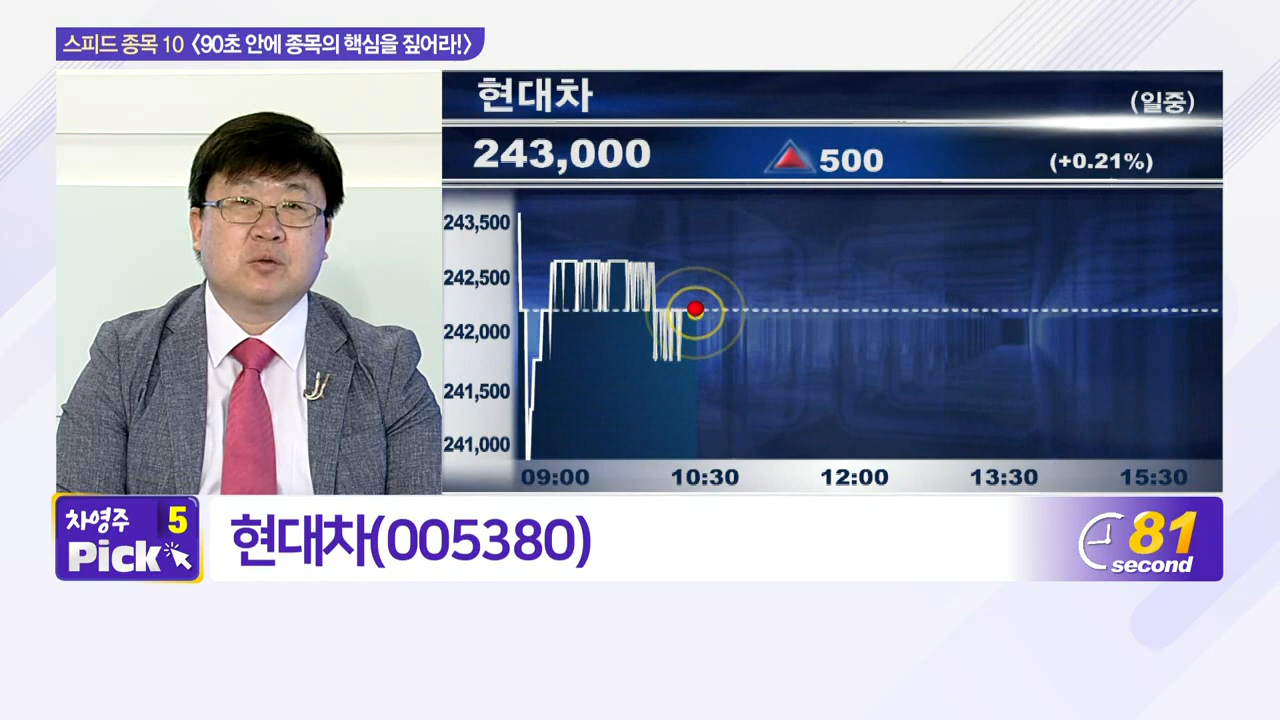 스피드 종목 10 〈90초 안에 종목의 핵심을 짚어라!〉
현대차
(일중)
243,000
500
(+0.21%)
243,500
242,500
242,000
241,500
241,000
09:00
10:30
12:00
13:30
15:30
차영주
5
Pick
현대차(005380)
81
second